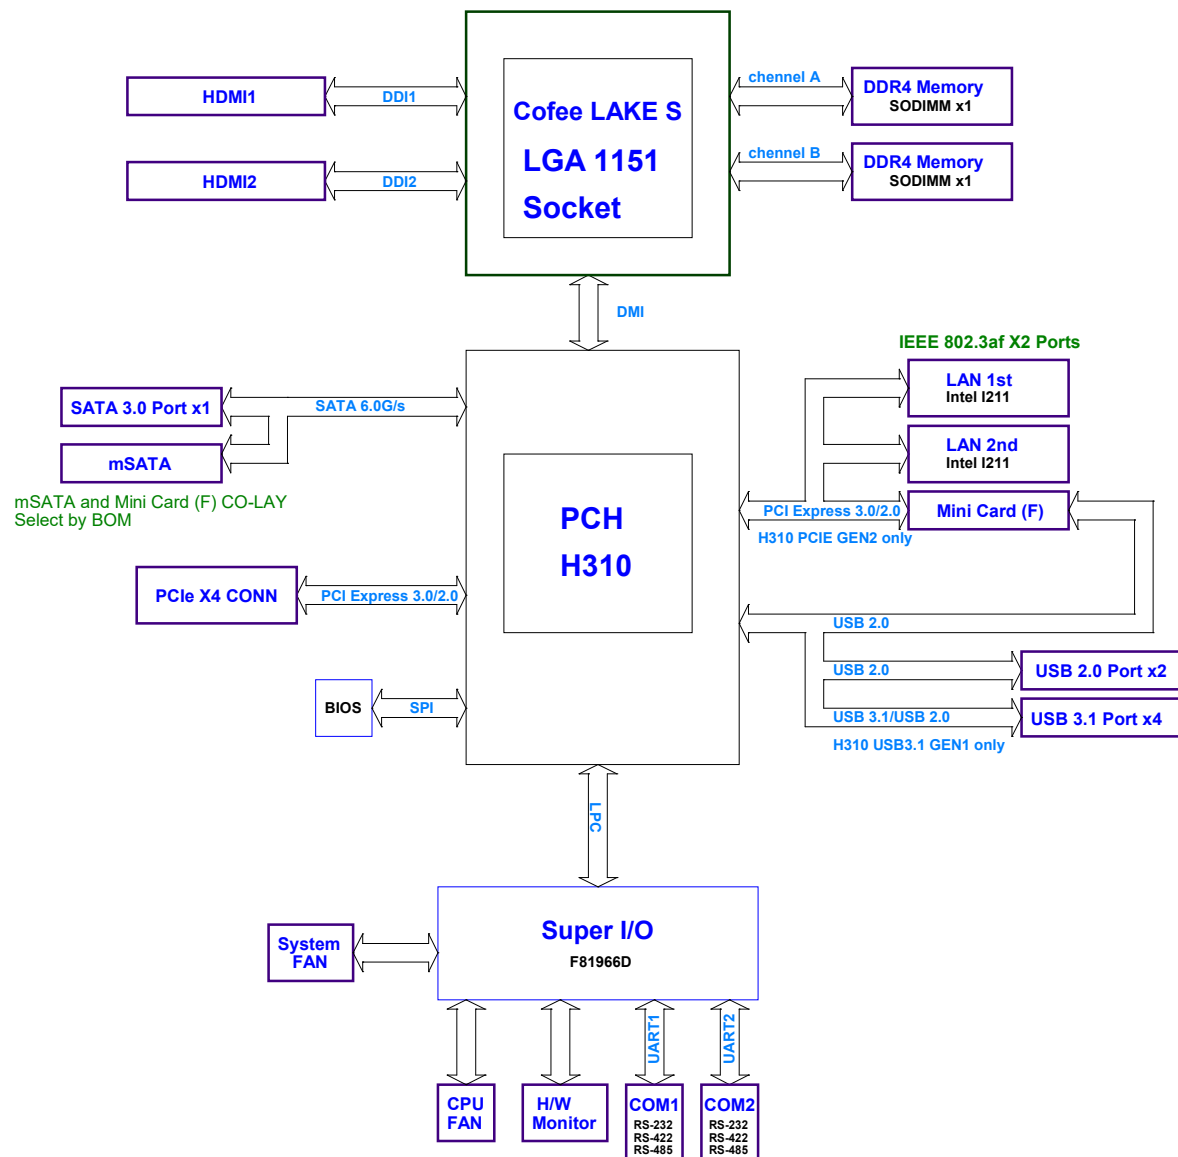 HDMI1
DDI1
HDMI2
DDI2
Cofee LAKE S
LGA 1151
Socket
channel A
DDR4 Memory
SODIMM x1
channel B
DDR4 Memory
SODIMM x1
DMI
IEEE 802.3af X2 Ports
LAN 1st
Intel I211
LAN 2nd
Intel I211
SATA 3.0 Port x1
SATA 6.0G/s
mSATA
mSATA and Mini Card (F) CO-LAY
Select by BOM
PCH
H310
PCI Express 3.0/2.0
Mini Card (F)
H310 PCIE GEN2 only
PCIe X4 CONN
PCI Express 3.0/2.0
USB 2.0
USB 2.0
USB 2.0 Port x2
USB 3.1/USB 2.0
USB 3.1 Port x4
H310 USB3.1 GEN1 only
BIOS
SPI
LPC
Super I/O
F81966D
System
FAN
UART1
UART2
CPU
FAN
H/W
Monitor
COM1
RS-232
RS-422
RS-485
COM2
RS-232
RS-422
RS-485